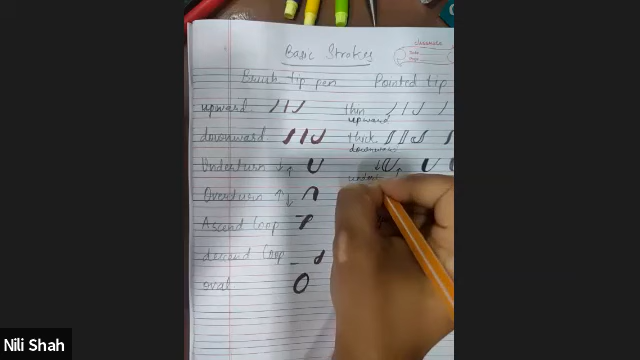 Basic Strokes
Brush tip pen Pointed tip
upward thin
upward
downward thick
downward
Underturn
Overturn
Ascend Loop
descend Loop
oval
Nili Shah